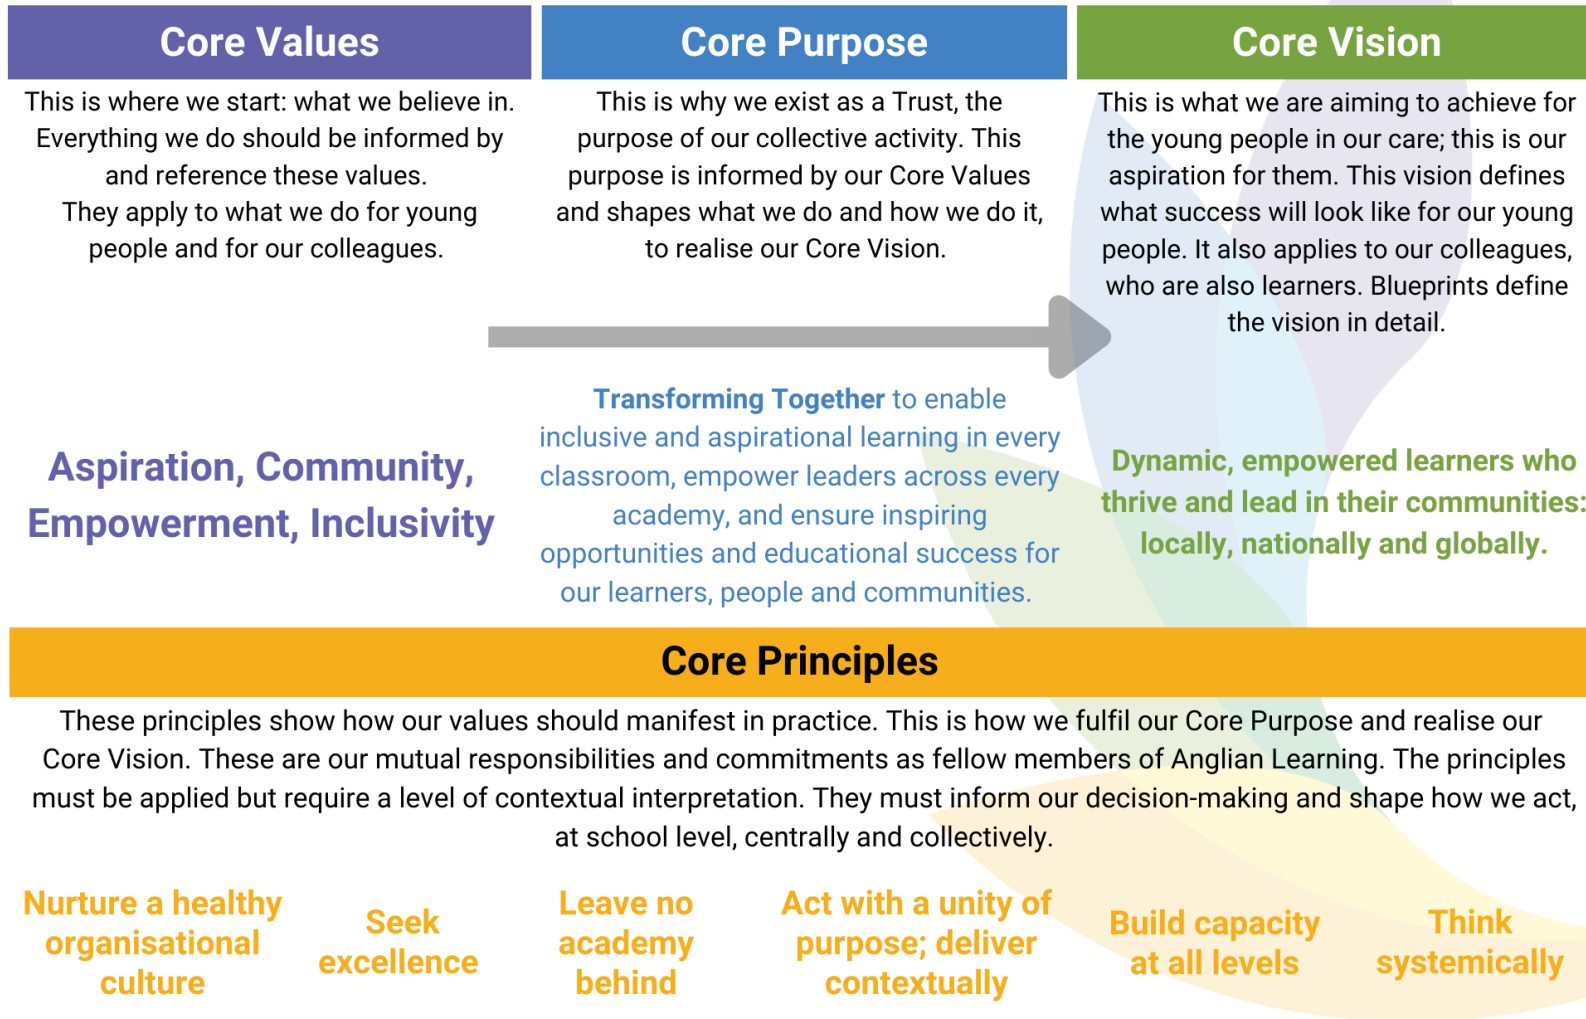 Core Values
This is where we start: what we believe in.
Everything we do should be informed by
and reference these values.
They apply to what we do for young
people and for our colleagues.
Aspiration, Community,
Empowerment, Inclusivity
Core Purpose
This is why we exist as a Trust, the
purpose of our collective activity. This
purpose is informed by our Core Values
and shapes what we do and how we do it,
to realise our Core Vision.
Transforming Together to enable
inclusive and aspirational learning in every
classroom, empower leaders across every
academy, and ensure inspiring
opportunities and educational success for
our learners, people and communities.
Core Vision
This is what we are aiming to achieve for
the young people in our care; this is our
aspiration for them. This vision defines
what success will look like for our young
people. It also applies to our colleagues,
who are also learners. Blueprints define
the vision in detail.
Dynamic, empowered learners who
thrive and lead in their communities:
locally, nationally and globally.
Core Principles
These principles show how our values should manifest in practice. This is how we fulfil our Core Purpose and realise our
Core Vision. These are our mutual responsibilities and commitments as fellow members of Anglian Learning. The principles
must be applied but require a level of contextual interpretation. They must inform our decision-making and shape how we act,
at school level, centrally and collectively.
Nurture a healthy
organisational
culture
Seek
excellence
Leave no
academy
behind
Act with a unity of
purpose; deliver
contextually
Build capacity
at all levels
Think
systemically